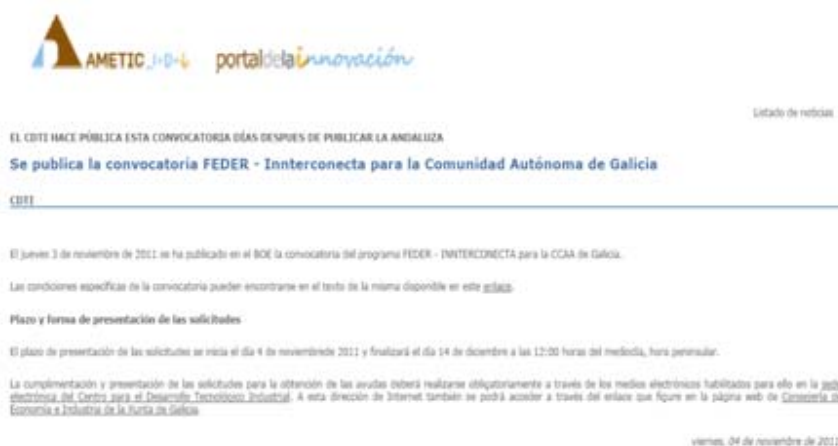 AMETIC I+D+i portaldelainnovación
Listado de noticias
EL CDTI HACE PÚBLICA ESTA CONVOCATORIA DÍAS DESPUES DE PUBLICAR LA ANDALUZA
Se publica la convocatoria FEDER - Innterconecta para la Comunidad Autónoma de Galicia
CDTI
El jueves 3 de noviembre de 2011 se ha publicado en el BOE la convocatoria del programa FEDER - INNTERCONECTA para la CCAA de Galicia.
Las condiciones específicas de la convocatoria pueden encontrarse en el texto de la misma disponible en este enlace.
Plazo y forma de presentación de las solicitudes
El plazo de presentación de las solicitudes se inicia el día 4 de noviembrede 2011 y finalizará el día 14 de diciembre a las 12:00 horas del mediodía, hora peninsular.
La cumplimentación y presentación de las solicitudes para la obtención de las ayudas deberá realizarse obligatoriamente a través de los medios electrónicos habilitados para ello en la sede
electrónica del Centro para el Desarrollo Tecnológico Industrial. A esta dirección de Internet también se podrá acceder a través del enlace que figure en la página web de Consejería de
Economía e Industria de la Xunta de Galicia
viernes, 04 de noviembre de 2011